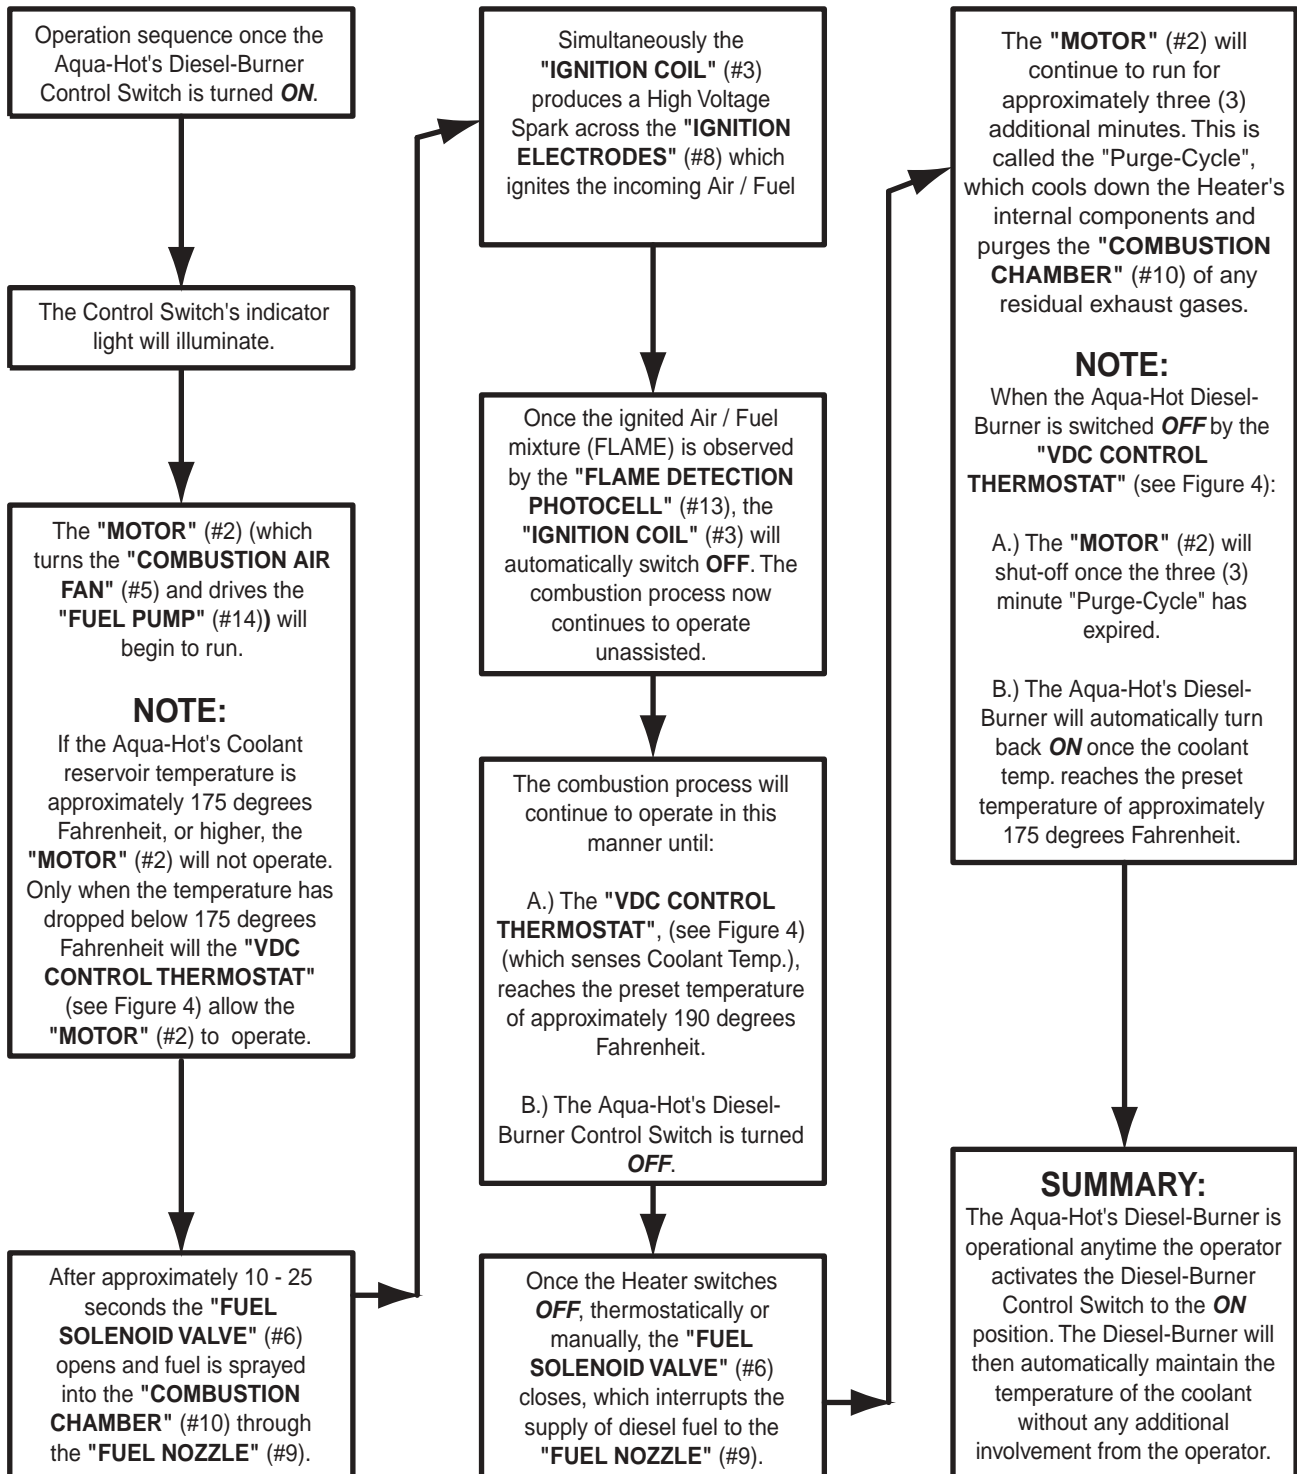 Operation sequence once the
Aqua-Hot's Diesel-Burner
Control Switch is turned ON.
The Control Switch's indicator
light will illuminate.
The "MOTOR" (#2) (which
turns the "COMBUSTION AIR
FAN" (#5) and drives the
"FUEL PUMP" (#14)) will
begin to run.
NOTE:
If the Aqua-Hot's Coolant
reservoir temperature is
approximately 175 degrees
Fahrenheit, or higher, the
"MOTOR" (#2) will not operate.
Only when the temperature has
dropped below 175 degrees
Fahrenheit will the "VDC
CONTROL THERMOSTAT"
(see Figure 4) allow the
"MOTOR" (#2) to operate.
After approximately 10 - 25
seconds the "FUEL
SOLENOID VALVE" (#6)
opens and fuel is sprayed
into the "COMBUSTION
CHAMBER" (#10) through
the "FUEL NOZZLE" (#9).
Simultaneously the
"IGNITION COIL" (#3)
produces a High Voltage
Spark across the "IGNITION
ELECTRODES" (#8) which
ignites the incoming Air / Fuel
Once the ignited Air / Fuel
mixture (FLAME) is observed
by the "FLAME DETECTION
PHOTOCELL" (#13), the
"IGNITION COIL" (#3) will
automatically switch OFF. The
combustion process now
continues to operate
unassisted.
The combustion process will
continue to operate in this
manner until:
A.) The "VDC CONTROL
THERMOSTAT", (see Figure 4)
(which senses Coolant Temp.),
reaches the preset temperature
of approximately 190 degrees
Fahrenheit.
B.) The Aqua-Hot's Diesel-
Burner Control Switch is turned
OFF.
Once the Heater switches
OFF, thermostatically or
manually, the "FUEL
SOLENOID VALVE" (#6)
closes, which interrupts the
supply of diesel fuel to the
"FUEL NOZZLE" (#9).
The "MOTOR" (#2) will
continue to run for
approximately three (3)
additional minutes. This is
called the "Purge-Cycle",
which cools down the Heater's
internal components and
purges the "COMBUSTION
CHAMBER" (#10) of any
residual exhaust gases.
NOTE:
When the Aqua-Hot Diesel-
Burner is switched OFF by the
"VDC CONTROL
THERMOSTAT" (see Figure 4):
A.) The "MOTOR" (#2) will
shut-off once the three (3)
minute "Purge-Cycle" has
expired.
B.) The Aqua-Hot's Diesel-
Burner will automatically turn
back ON once the coolant
temp. reaches the preset
temperature of approximately
175 degrees Fahrenheit.
SUMMARY:
The Aqua-Hot's Diesel-Burner is
operational anytime the operator
activates the Diesel-Burner
Control Switch to the ON
position. The Diesel-Burner will
then automatically maintain the
temperature of the coolant
without any additional
involvement from the operator.